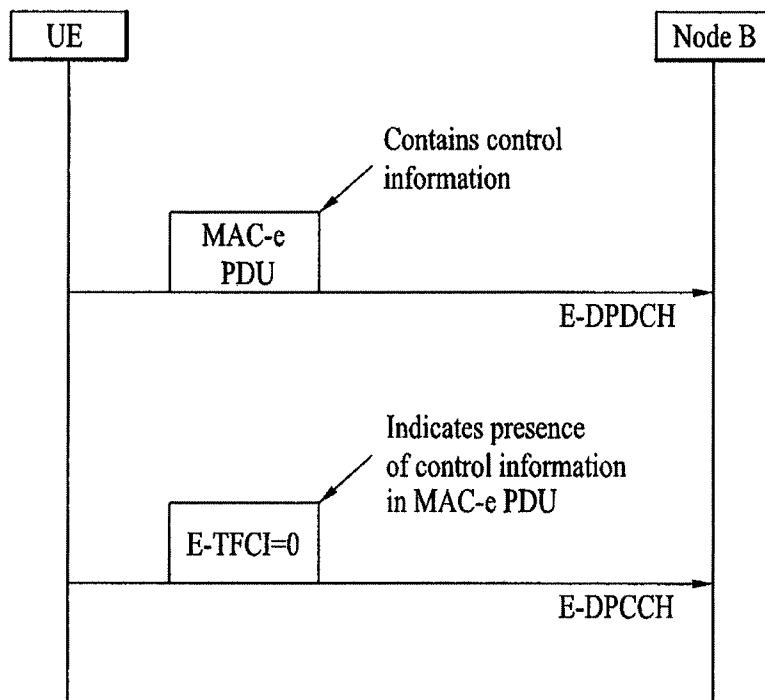 UE
Node B
Contains control
information
MAC-e
PDU
E-DPDCH
Indicates presence
of control information
in MAC-e PDU
E-TFCI=0
E-DPCCH